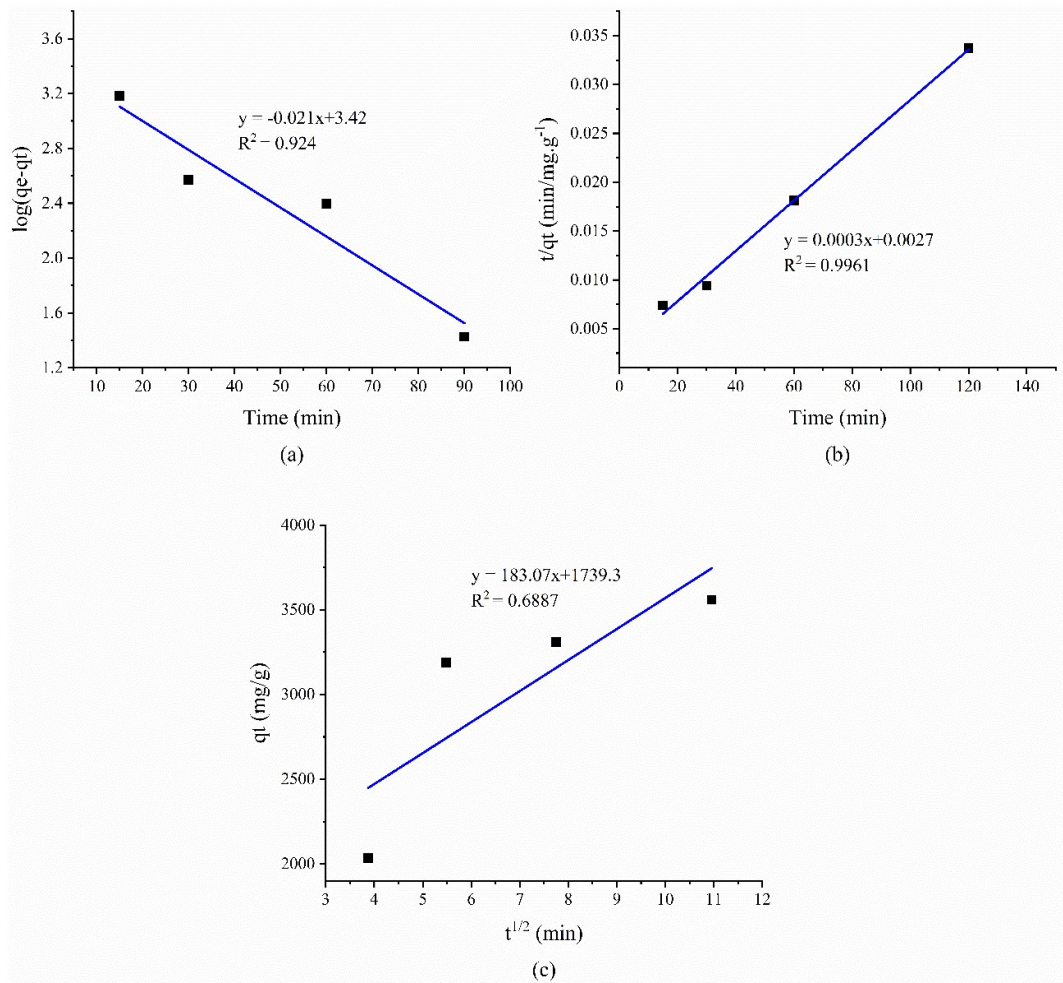 3.6
3.2
2.8
2.4
2.0
1.6
1.2
log(qe-qt)
y = -0.021x+3.42
R² = 0.924
10 20 30 40 50 60 70 80 90 100
Time (min)
(a)
0.035
0.030
0.025
0.020
0.015
0.010
0.005
t/qt (min/mg.g⁻¹)
y = 0.0003x+0.0027
R² = 0.9961
0 20 40 60 80 100 120 140
Time (min)
(b)
4000
3500
3000
2500
2000
qt (mg/g)
y = 183.07x+1739.3
R² = 0.6887
3 4 5 6 7 8 9 10 11 12
t¹/² (min)
(c)